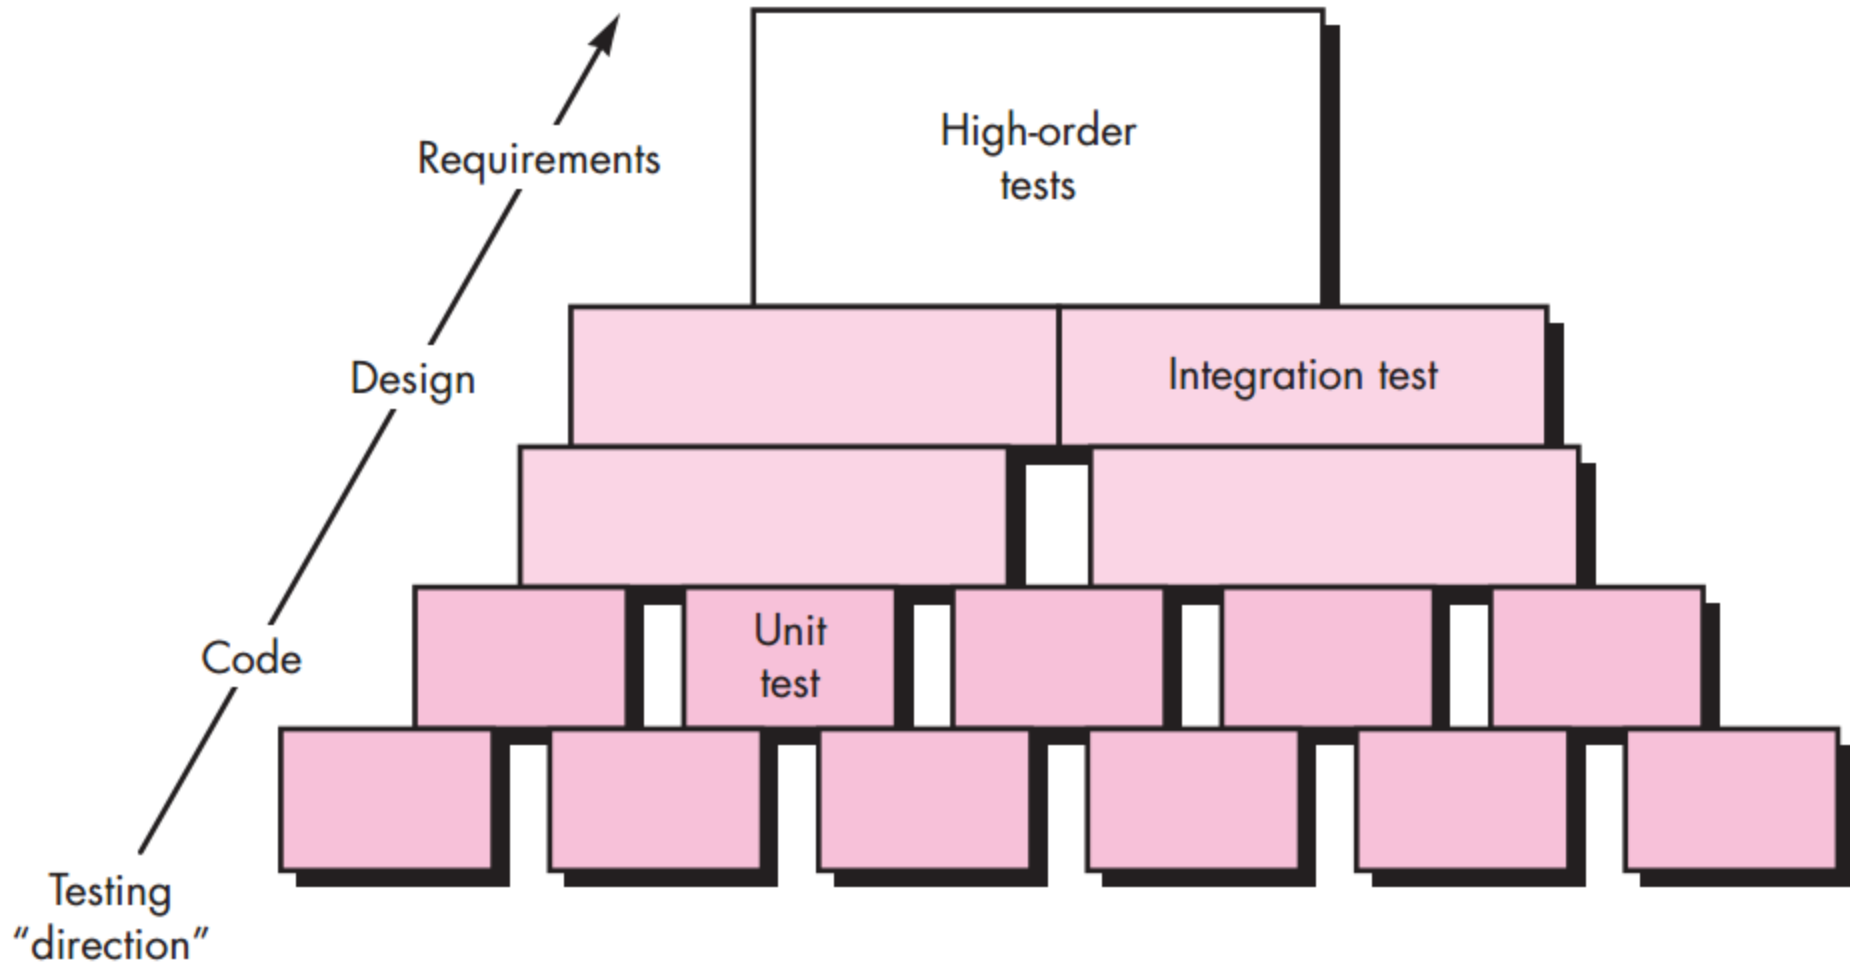 High-order
tests
Requirements
Integration test
Design
Unit
test
Code
Testing
“direction”